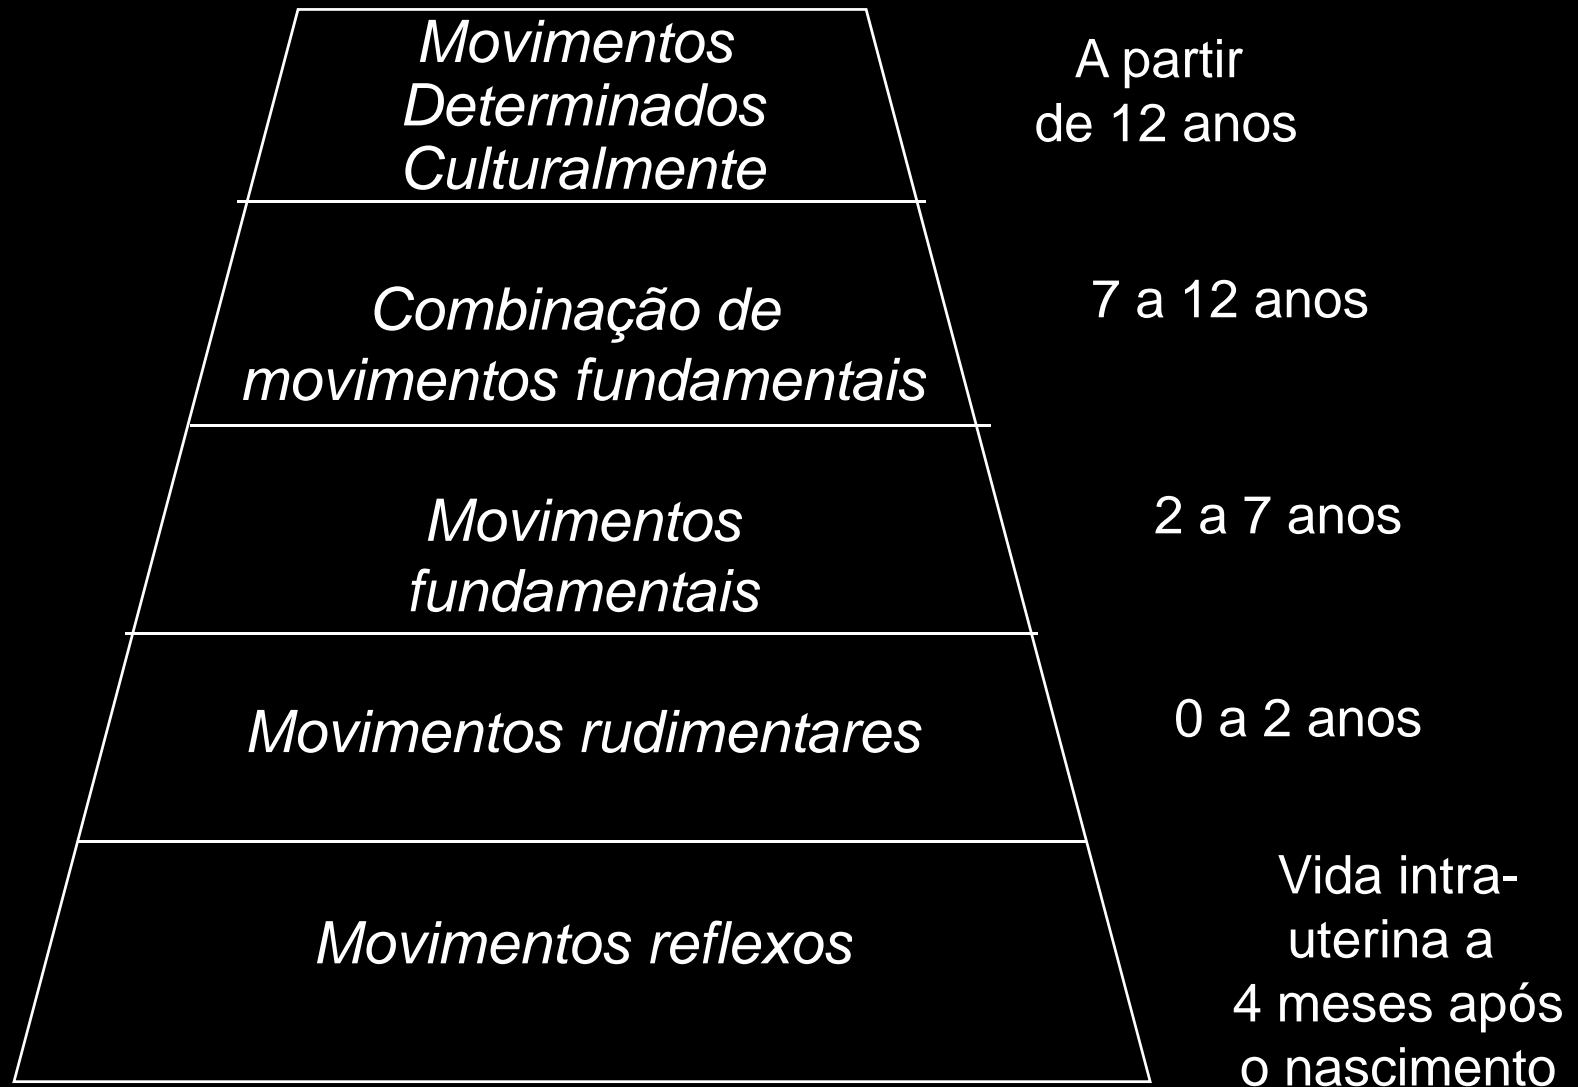 Movimentos
Determinados
Culturalmente
A partir
de 12 anos
Combinação de
movimentos fundamentais
7 a 12 anos
Movimentos
fundamentais
2 a 7 anos
Movimentos rudimentares
0 a 2 anos
Movimentos reflexos
Vida intra-
uterina a
4 meses após
o nascimento